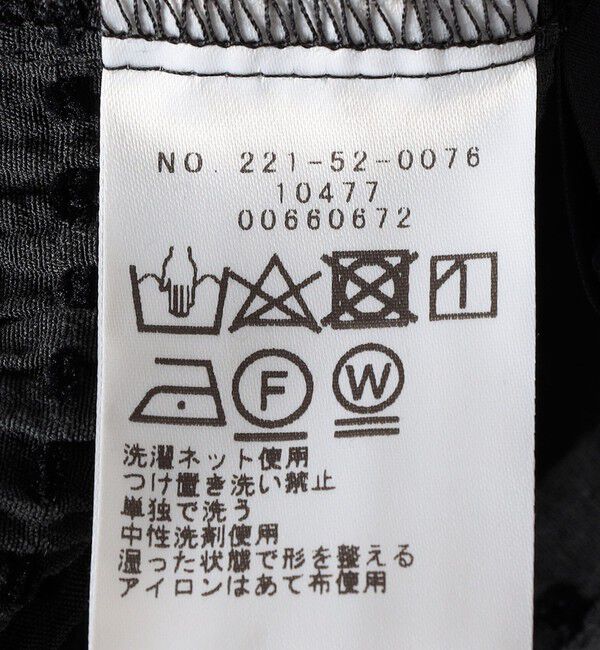 NO. 221-52-0076
10477
00660672
F W
洗濯ネット使用
つけ置き洗い禁止
単独で洗う
中性洗剤使用
湿った状態で形を整える
アイロンはあて布使用